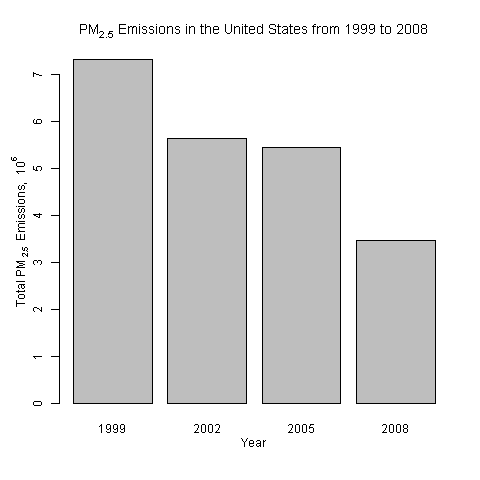 PM2.5 Emissions in the United States from 1999 to 2008
Total PM2.5 Emissions, 10^6
7
6
5
4
3
2
1
0
1999 2002 2005 2008
Year